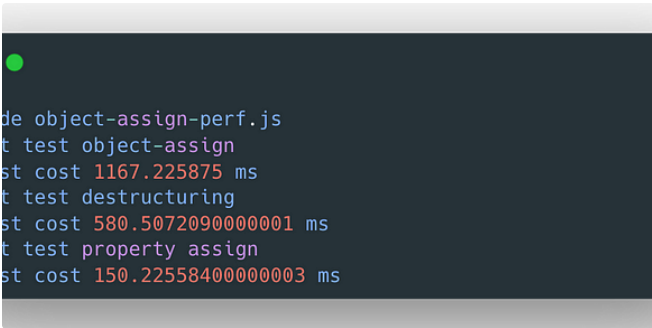 de object-assign-perf.js
t test object-assign
st cost 1167.225875 ms
t test destructuring
st cost 580.5072090000001 ms
t test property assign
st cost 150.22558400000003 ms